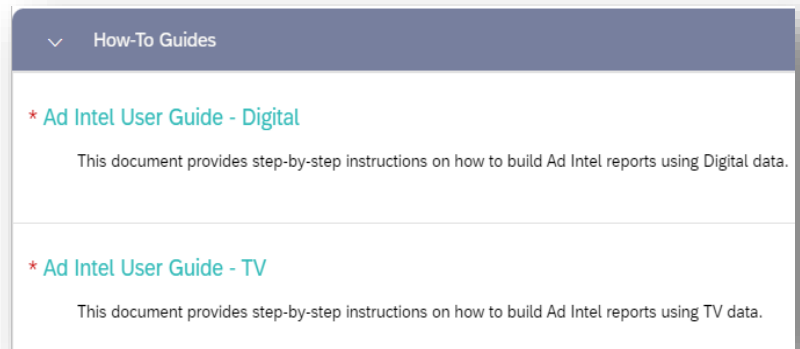 How-To Guides
* Ad Intel User Guide - Digital
This document provides step-by-step instructions on how to build Ad Intel reports using Digital data.
* Ad Intel User Guide - TV
This document provides step-by-step instructions on how to build Ad Intel reports using TV data.